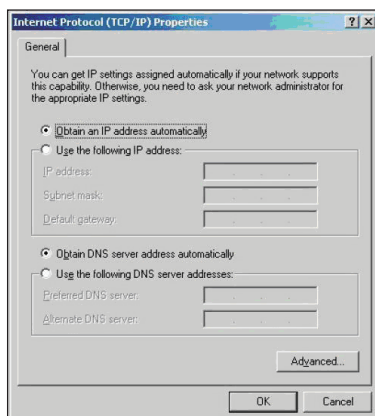 Internet Protocol (TCP/IP) Properties
General
You can get IP settings assigned automatically if your network supports
this capability. Otherwise, you need to ask your network administrator for
the appropriate IP settings.
Obtain an IP address automatically
Use the following IP address:
IP address:
Subnet mask:
Default gateway:
Obtain DNS server address automatically
Use the following DNS server addresses:
Preferred DNS server:
Alternate DNS server:
Advanced...
OK
Cancel